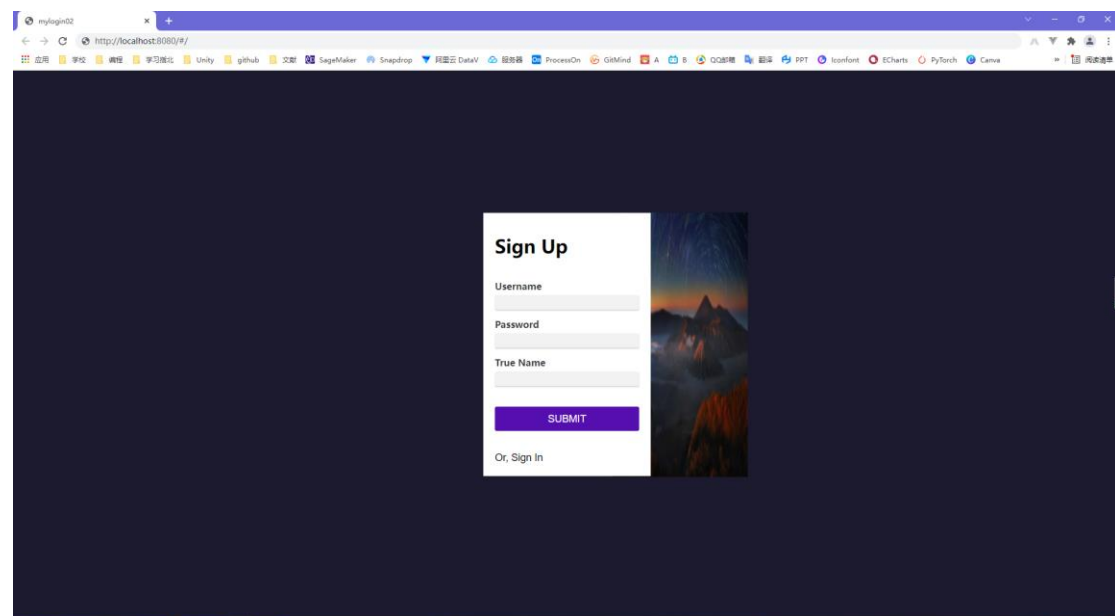 mylogin02
http://localhost:8080/#/
应用 学校 编程 学习指北 Unity github 文献 SageMaker Snapdrop 阿里云 DataV 服务器 ProcessOn GitMind A B QQ邮箱 翻译 PPT Iconfont ECharts PyTorch Canva » 阅读清单
Sign Up
Username
Password
True Name
SUBMIT
Or, Sign In